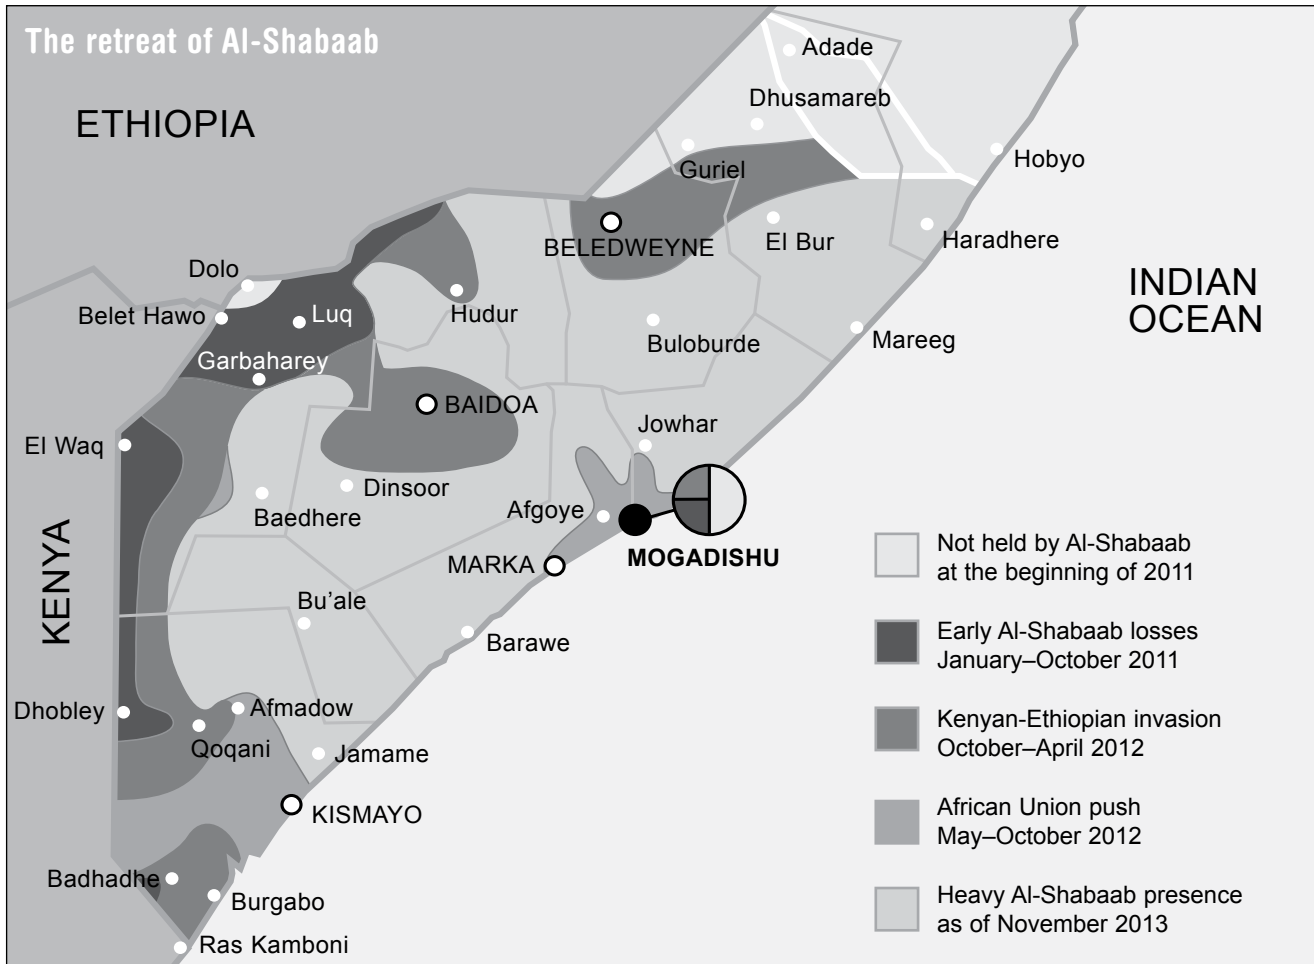 The retreat of Al-Shabaab
ETHIOPIA
Adade
Dhusamareb
Guriel
Hobyo
BELEDWEYNE
El Bur
Haradhere
Dolo
Belet Hawo
Luq
Hudur
INDIAN
OCEAN
Buloburde
Mareeg
Garbaharey
BAIDOA
El Waq
Jowhar
Dinsoor
Baedhere
Afgoye
MARKA
MOGADISHU
KENYA
Bu’ale
Barawe
Dhobley
Afmadow
Qoqani
Jamame
KISMAYO
Badhadhe
Burgabo
Ras Kamboni
Not held by Al-Shabaab
at the beginning of 2011
Early Al-Shabaab losses
January–October 2011
Kenyan-Ethiopian invasion
October–April 2012
African Union push
May–October 2012
Heavy Al-Shabaab presence
as of November 2013